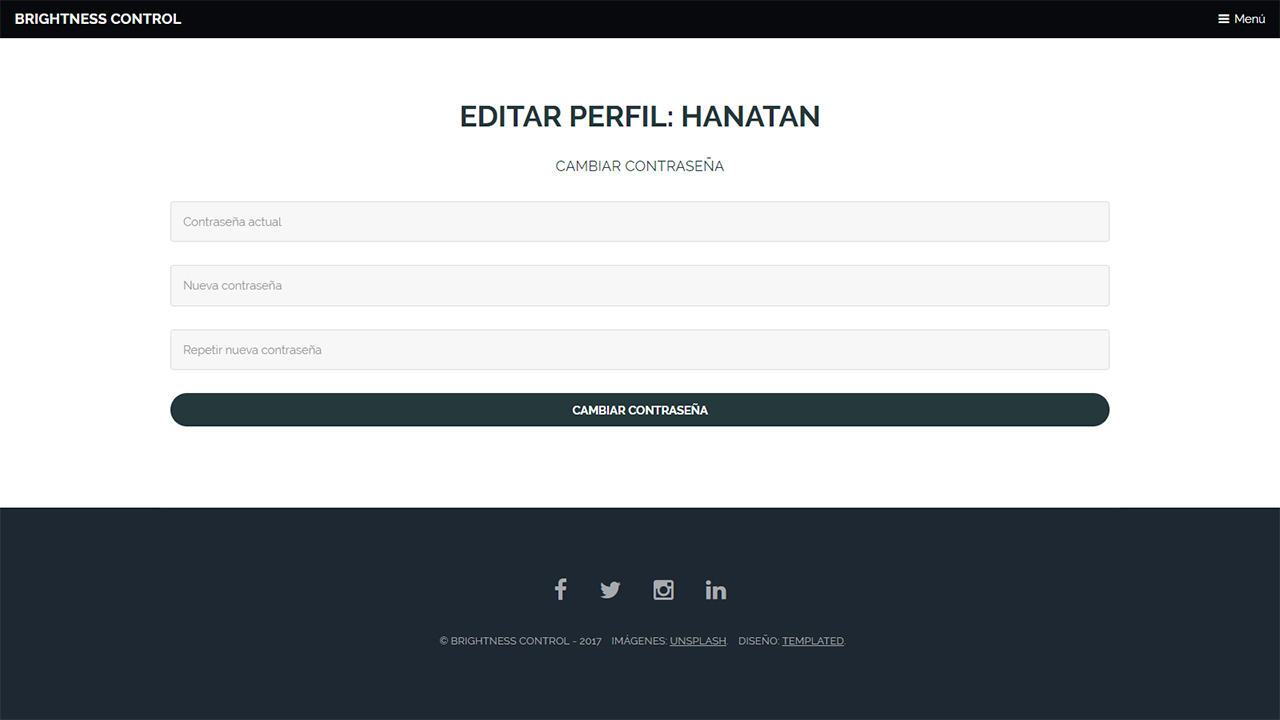 BRIGHTNESS CONTROL
Menú
EDITAR PERFIL: HANATAN
CAMBIAR CONTRASEÑA
Contraseña actual
Nueva contraseña
Repetir nueva contraseña
CAMBIAR CONTRASEÑA
© BRIGHTNESS CONTROL - 2017 IMÁGENES: UNSPLASH. DISEÑO: TEMPLATED.